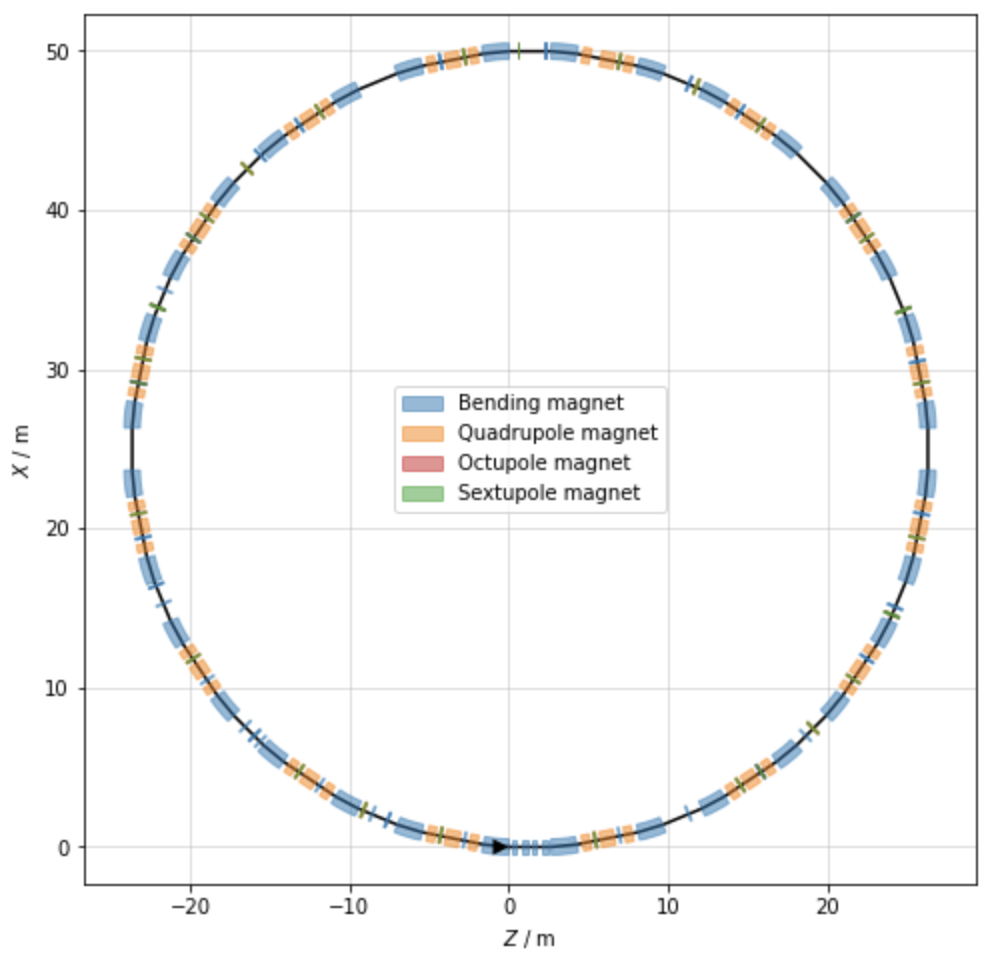 50
40
30
20
10
0
X / m
Bending magnet
Quadrupole magnet
Octupole magnet
Sextupole magnet
−20
−10
0
10
20
Z / m